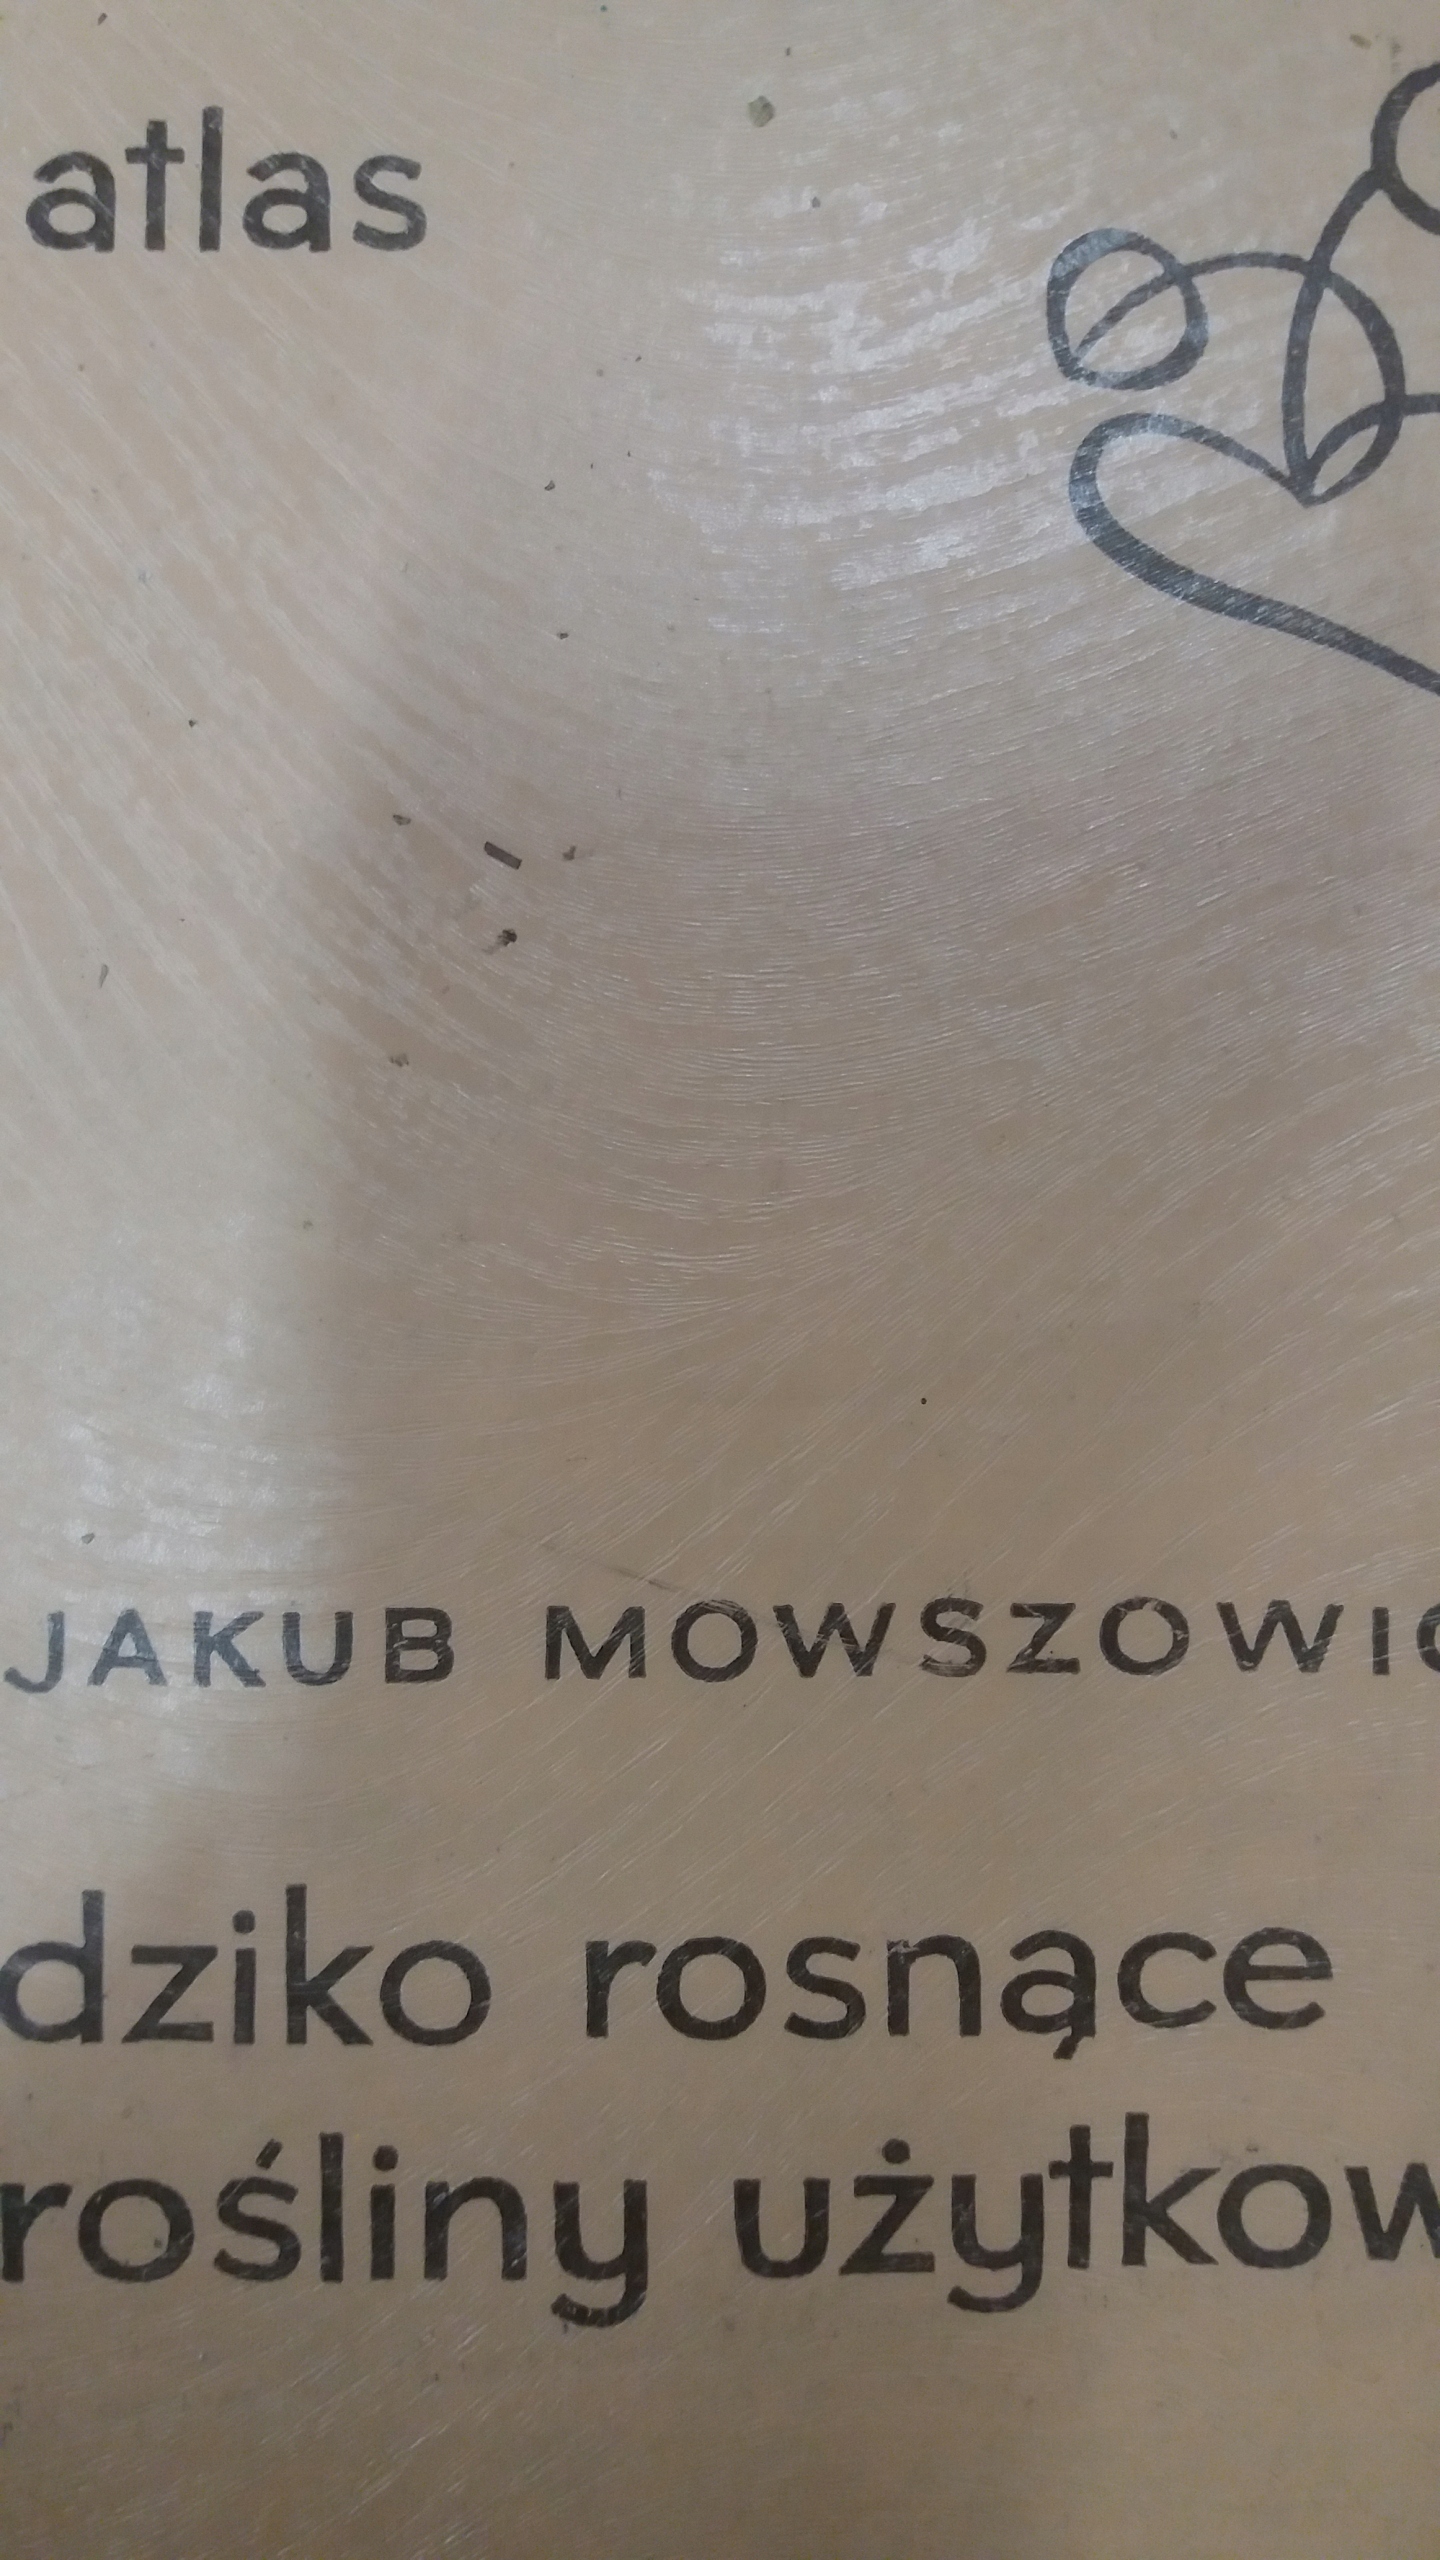 atlas
JAKUB MOWSZOWIC
dziko rosnące
rośliny użytkow